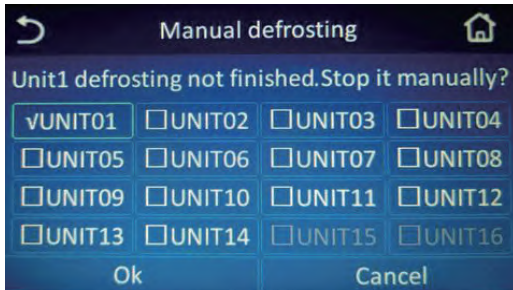 Manual defrosting
Unit1 defrosting not finished.Stop it manually?
√UNIT01 □UNIT02 □UNIT03 □UNIT04
□UNIT05 □UNIT06 □UNIT07 □UNIT08
□UNIT09 □UNIT10 □UNIT11 □UNIT12
□UNIT13 □UNIT14 □UNIT15 □UNIT16
Ok Cancel